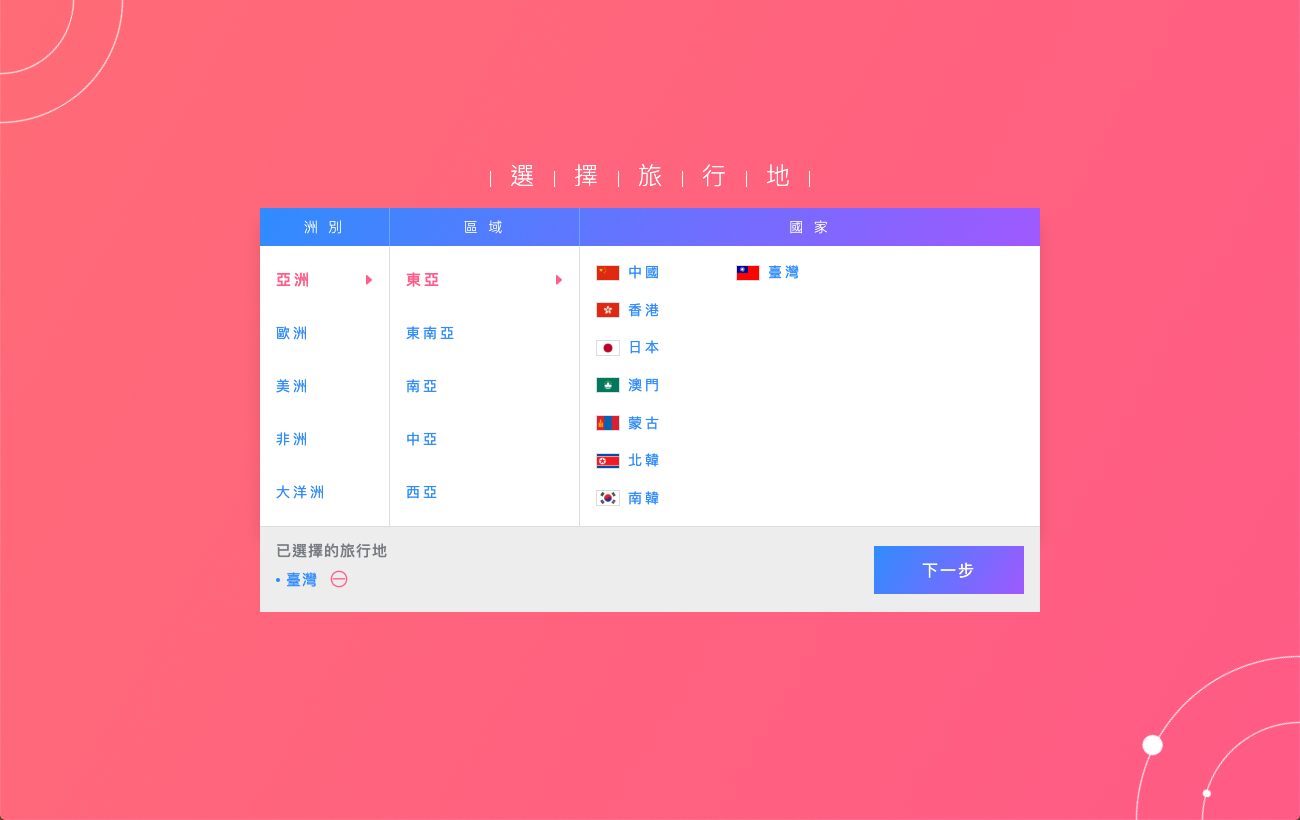 選擇旅行地
洲別 區域 國家
亞洲
歐洲
美洲
非洲
大洋洲
東亞
東南亞
南亞
中亞
西亞
中國
香港
日本
澳門
蒙古
北韓
南韓
臺灣
已選擇的旅行地
• 臺灣
下一步